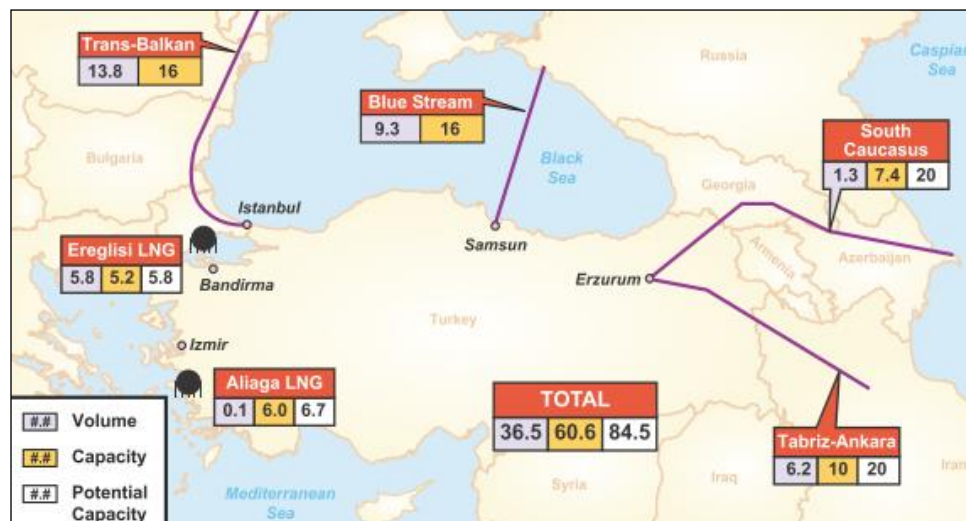 Trans-Balkan
13.8 16
Russia
Caspian
Sea
Blue Stream
9.3 16
South
Caucasus
1.3 7.4 20
Bulgaria
Black
Sea
Georgia
Istanbul
Samsun
Armenia
Azerbaijan
Ereglisi LNG
5.8 5.2 5.8
Bandirma
Erzurum
Turkey
Izmir
Aliaga LNG
0.1 6.0 6.7
TOTAL
36.5 60.6 84.5
Tabriz-Ankara
6.2 10 20
#.# Volume
#.# Capacity
#.# Potential
Capacity
Mediterranean
Sea
Syria
Iraq
Iran